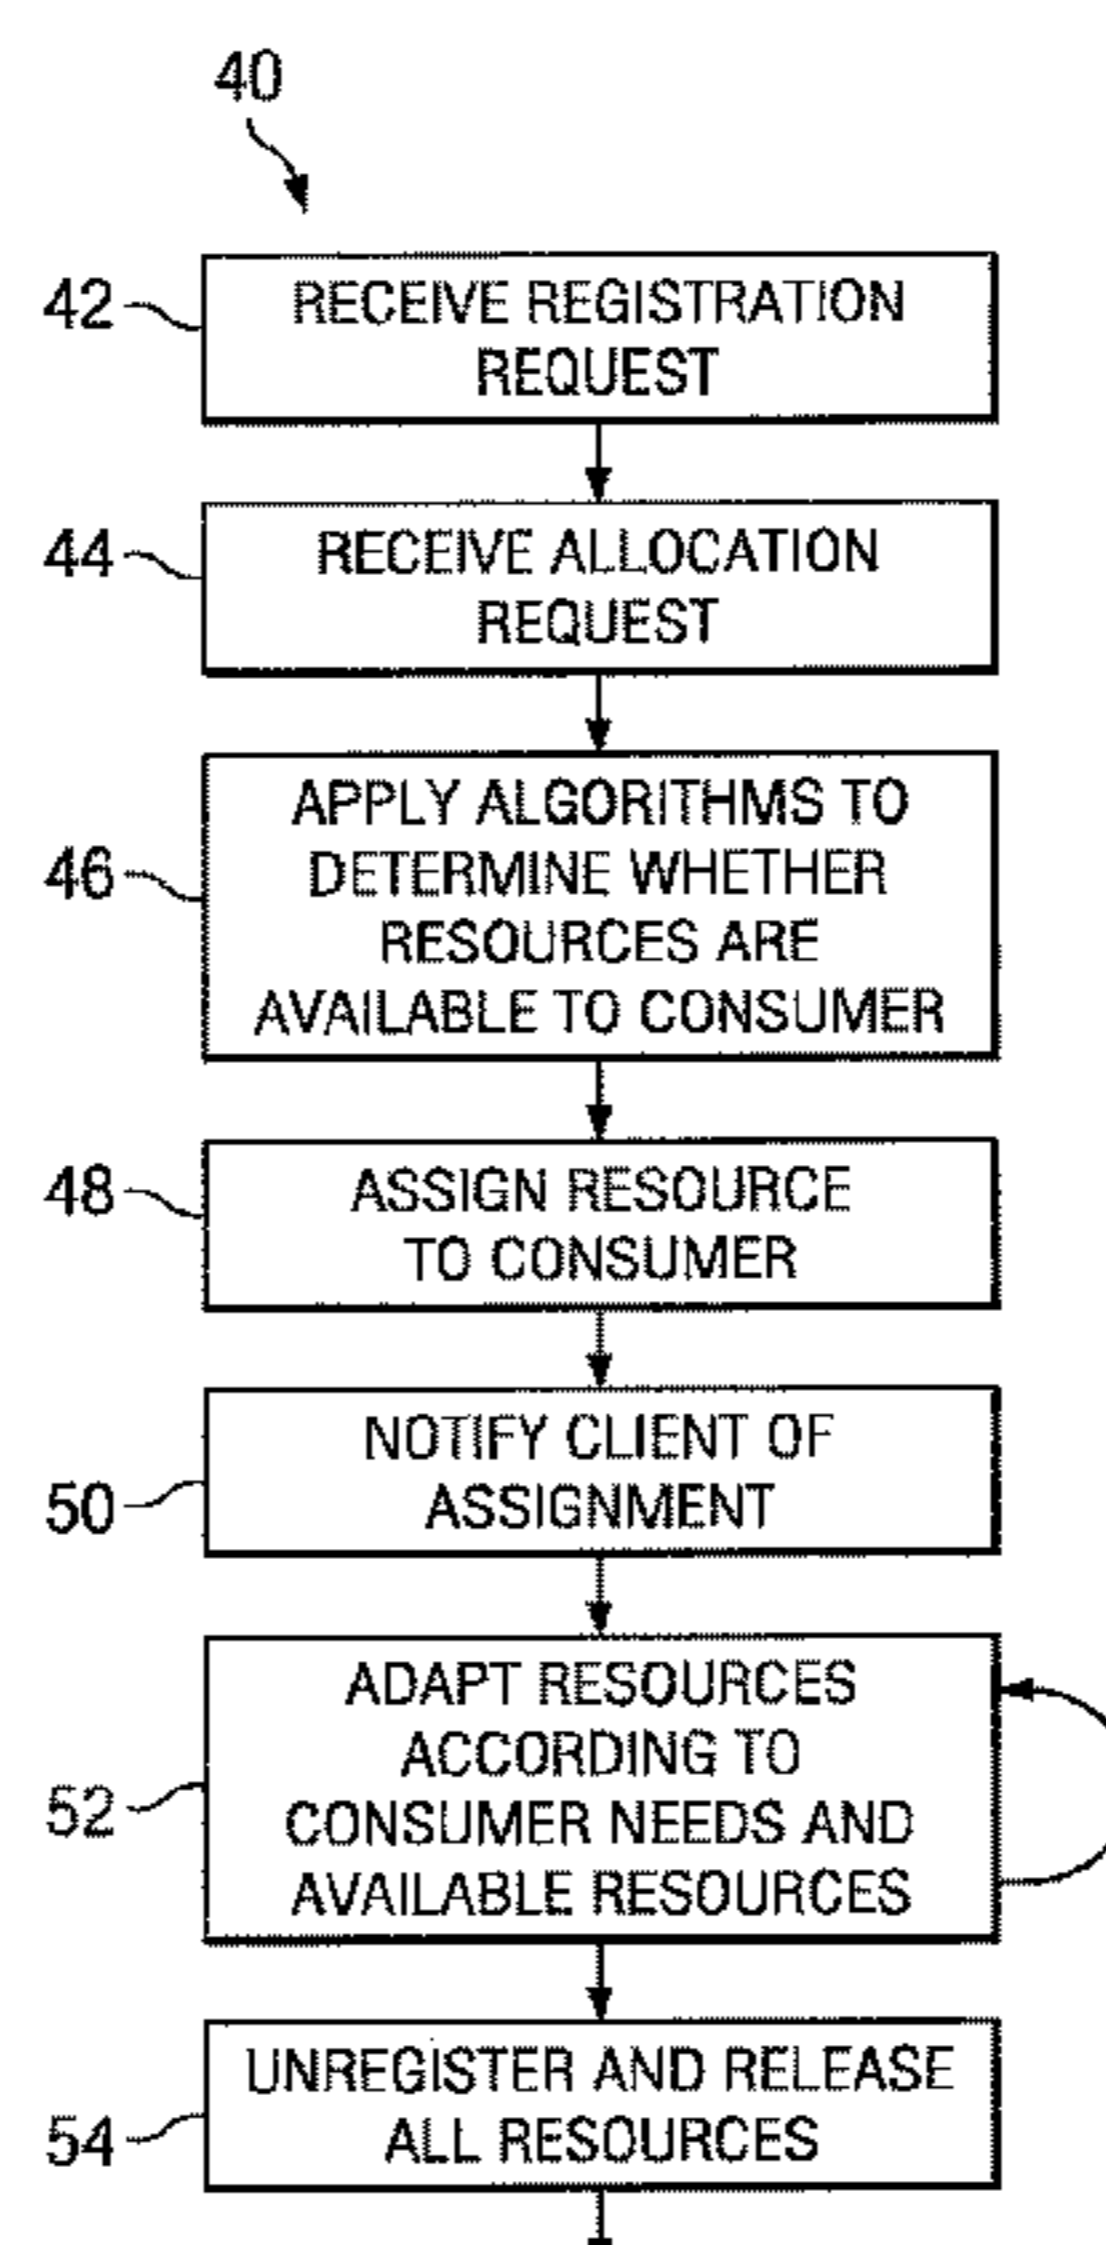 40
42
RECEIVE REGISTRATION
REQUEST
44
RECEIVE ALLOCATION
REQUEST
46
APPLY ALGORITHMS TO
DETERMINE WHETHER
RESOURCES ARE
AVAILABLE TO CONSUMER
48
ASSIGN RESOURCE
TO CONSUMER
50
NOTIFY CLIENT OF
ASSIGNMENT
52
ADAPT RESOURCES
ACCORDING TO
CONSUMER NEEDS AND
AVAILABLE RESOURCES
54
UNREGISTER AND RELEASE
ALL RESOURCES